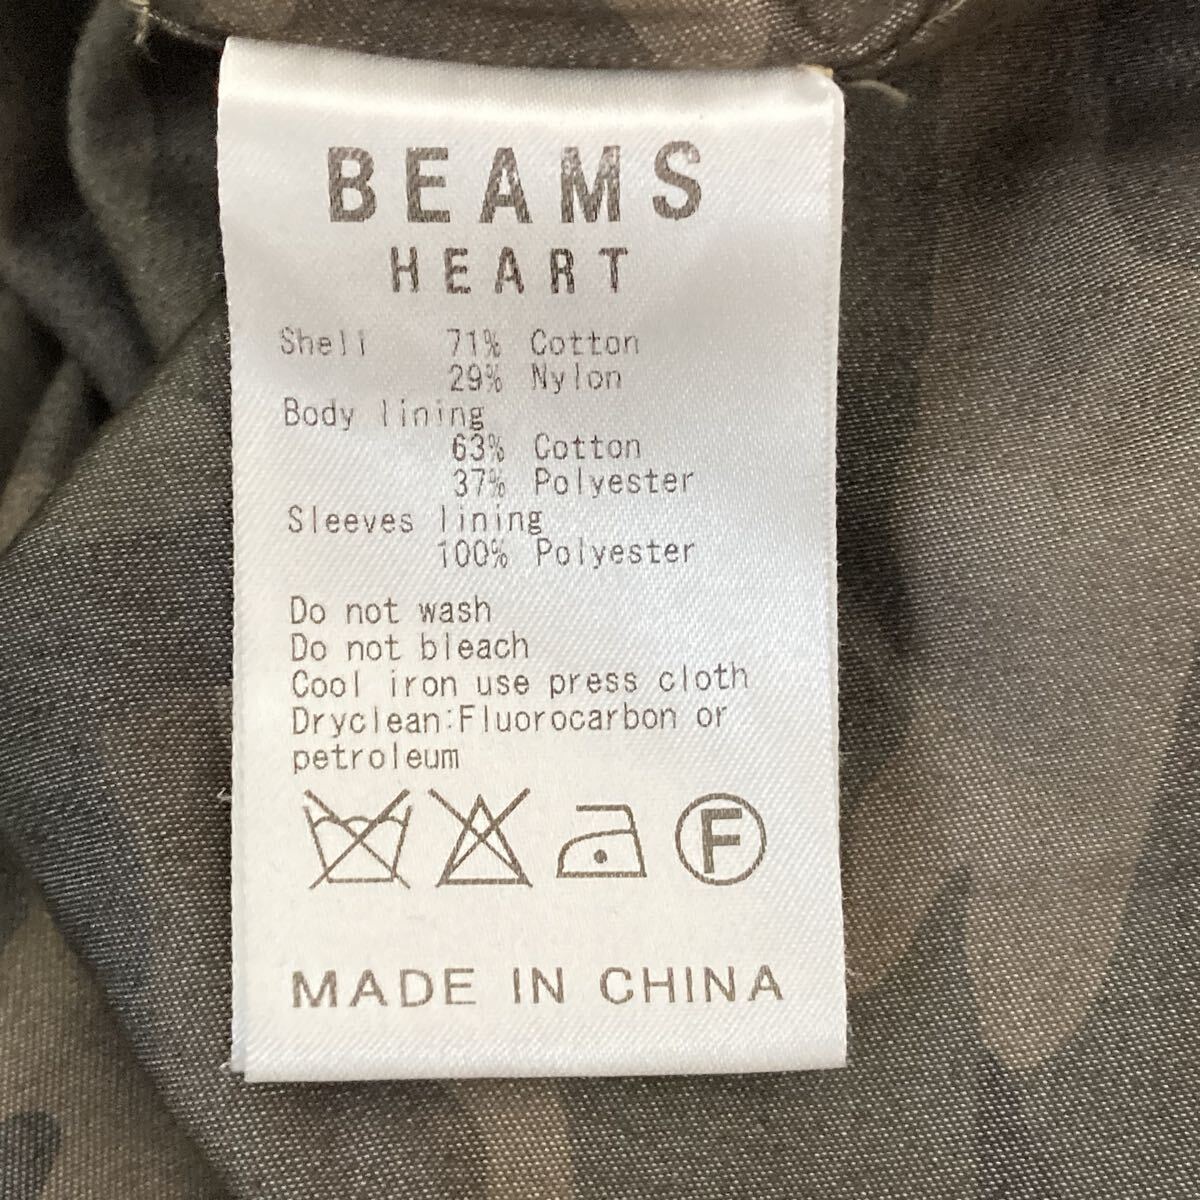 BEAMS
HEART
Shell 71% Cotton
29% Nylon
Body lining
63% Cotton
37% Polyester
Sleeves lining
100% Polyester
Do not wash
Do not bleach
Cool iron use press cloth
Dryclean:Fluorocarbon or
petroleum
F
MADE IN CHINA